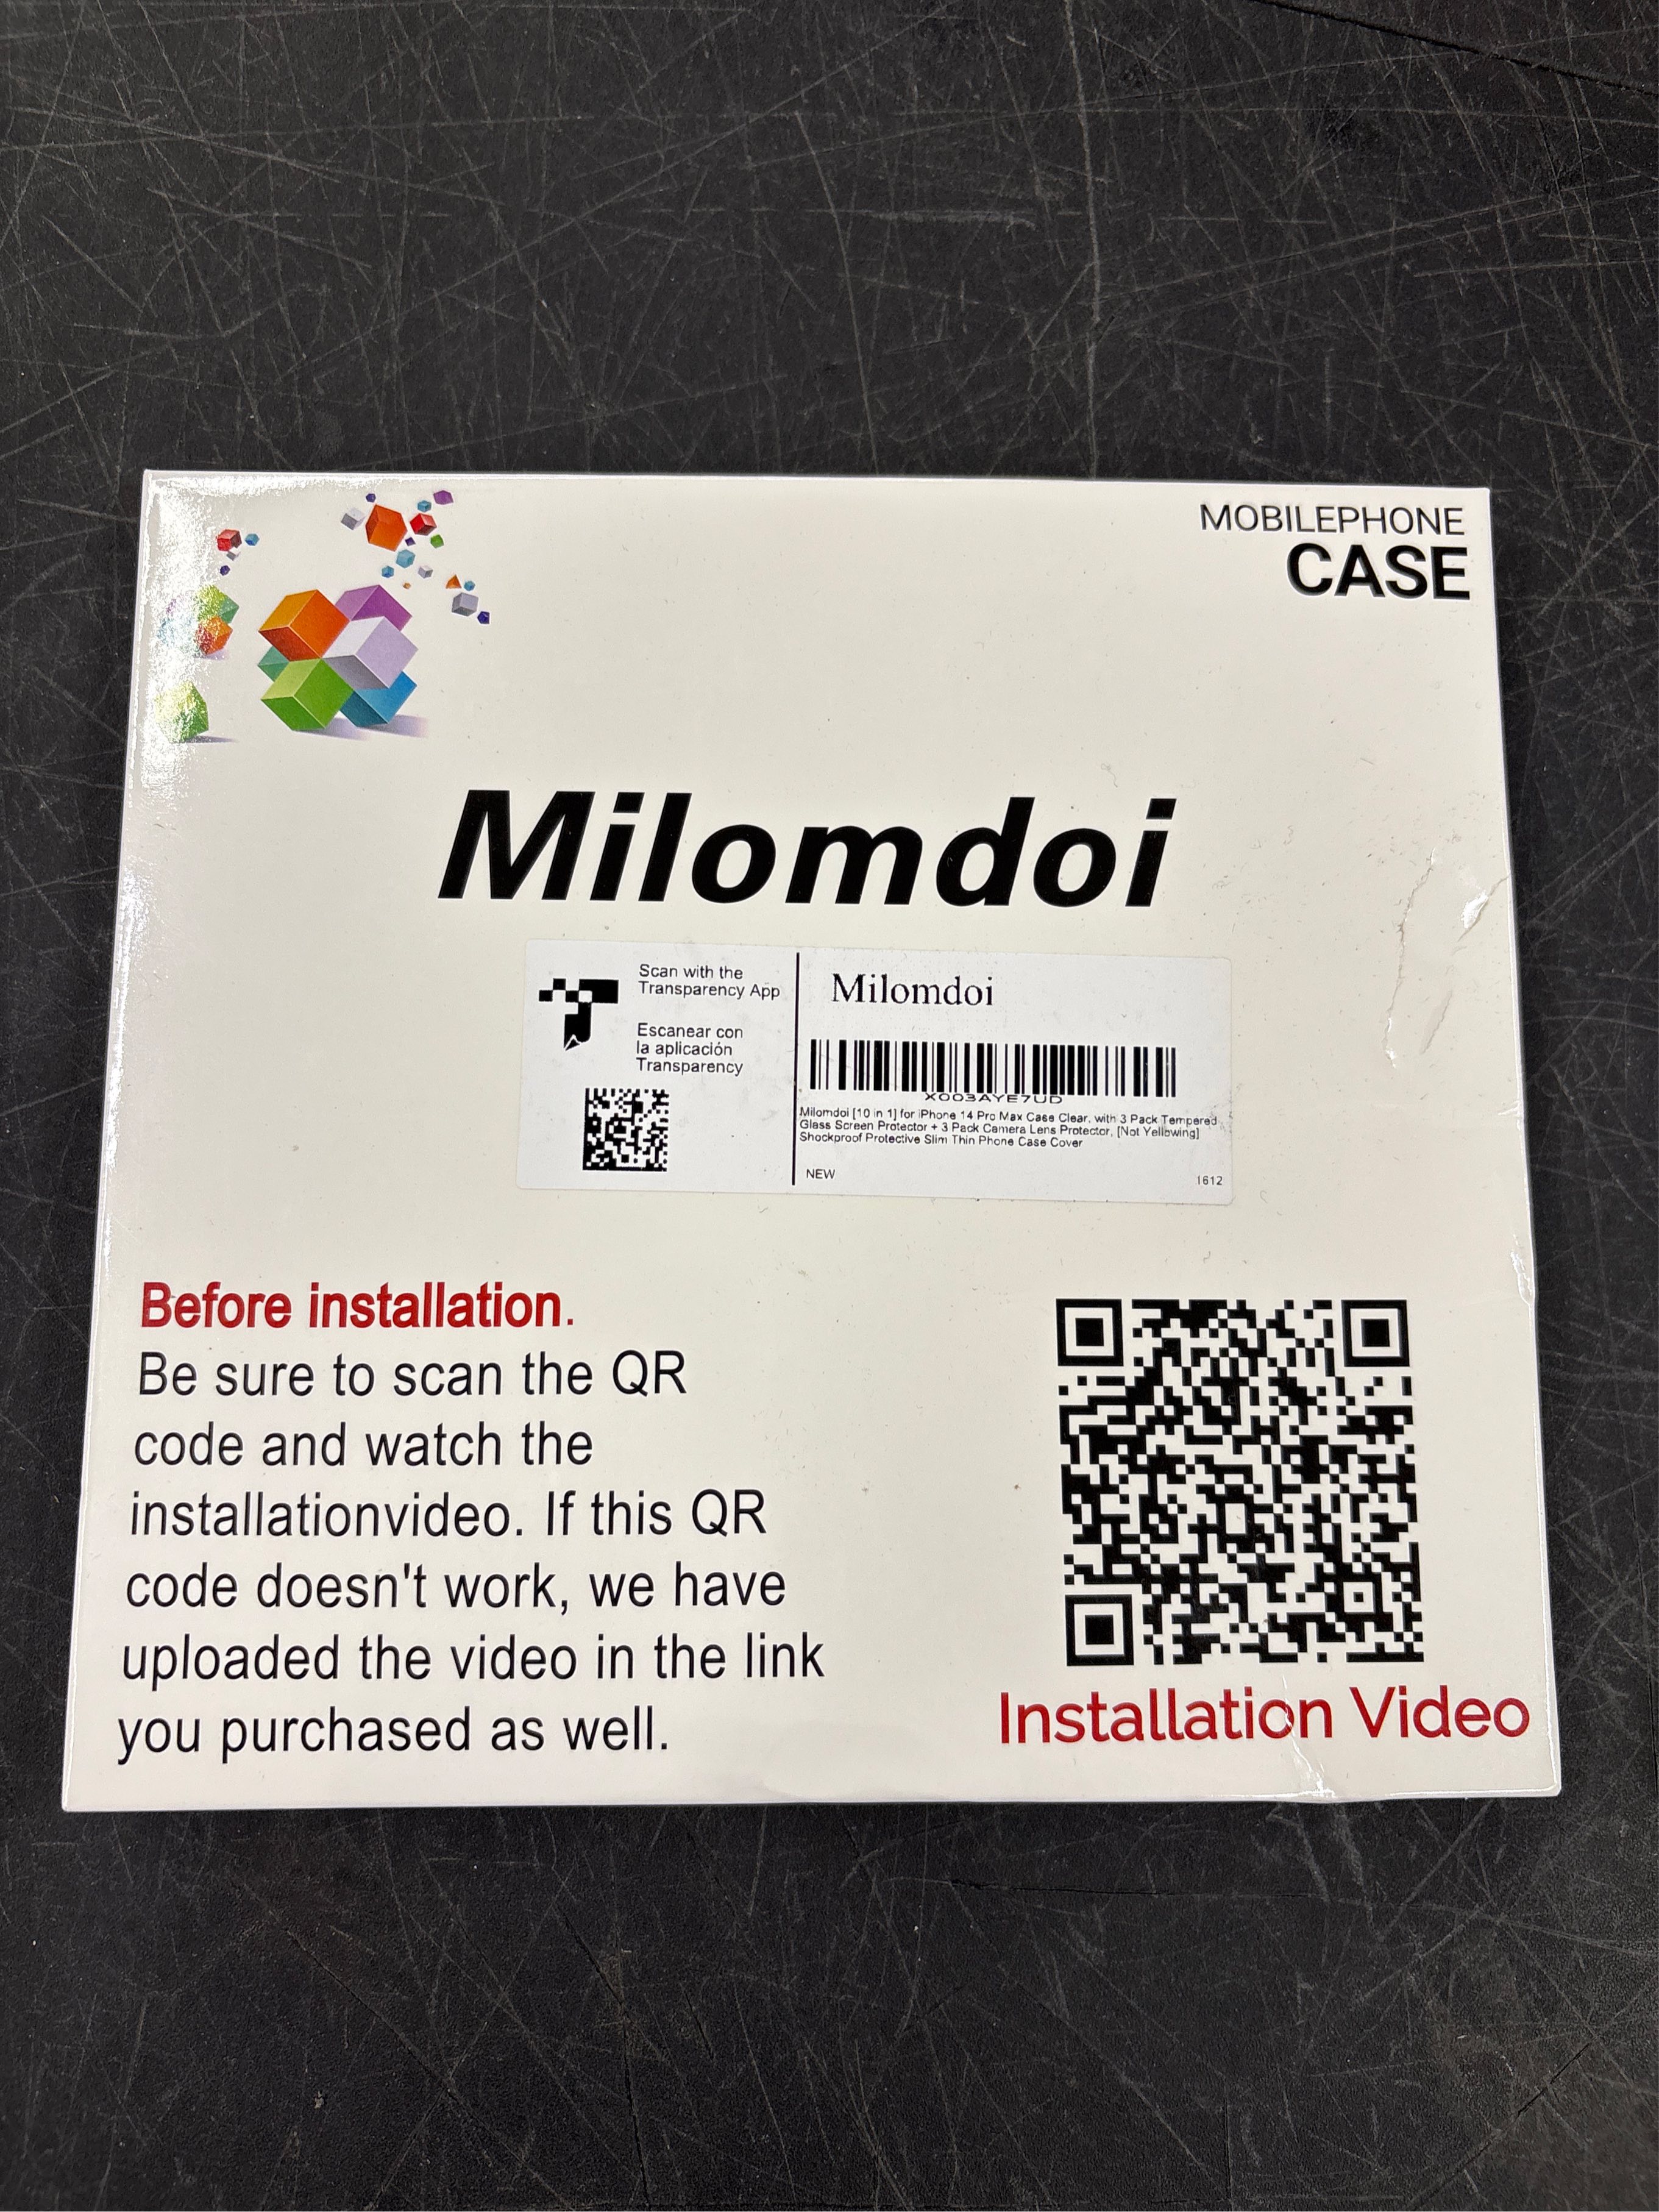 MOBILEPHONE
CASE
Milomdoi
Scan with the
Transparency App
Escanear con
la aplicación
Transparency
Milomdoi
X003AYE7UD
Milomdoi [10 in 1] for iPhone 14 Pro Max Case Clear, with 3 Pack Tempered
Glass Screen Protector + 3 Pack Camera Lens Protector, [Not Yellowing]
Shockproof Protective Slim Thin Phone Case Cover
NEW
1612
Before installation.
Be sure to scan the QR
code and watch the
installationvideo. If this QR
code doesn't work, we have
uploaded the video in the link
you purchased as well.
Installation Video